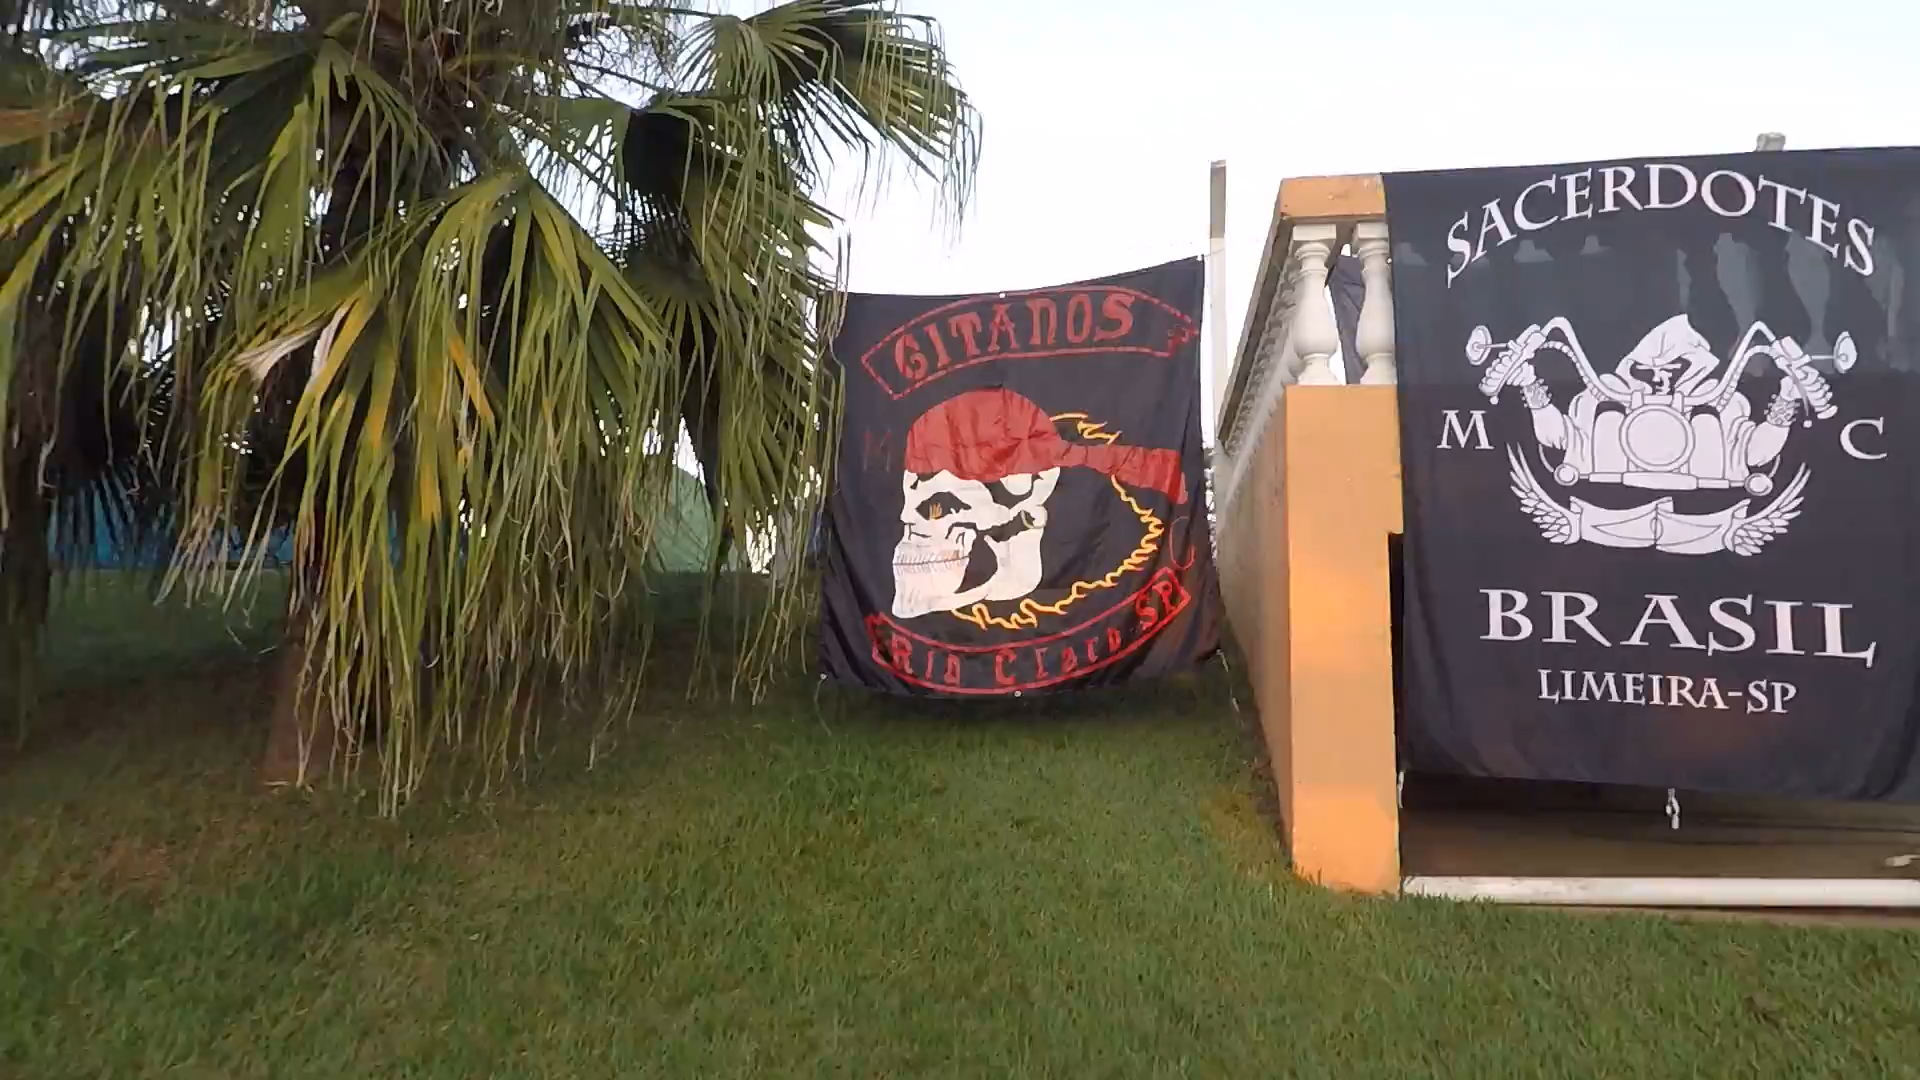 GITANOS
M C
Rio Claro SP
SACERDOTES
M C
BRASIL
LIMEIRA-SP